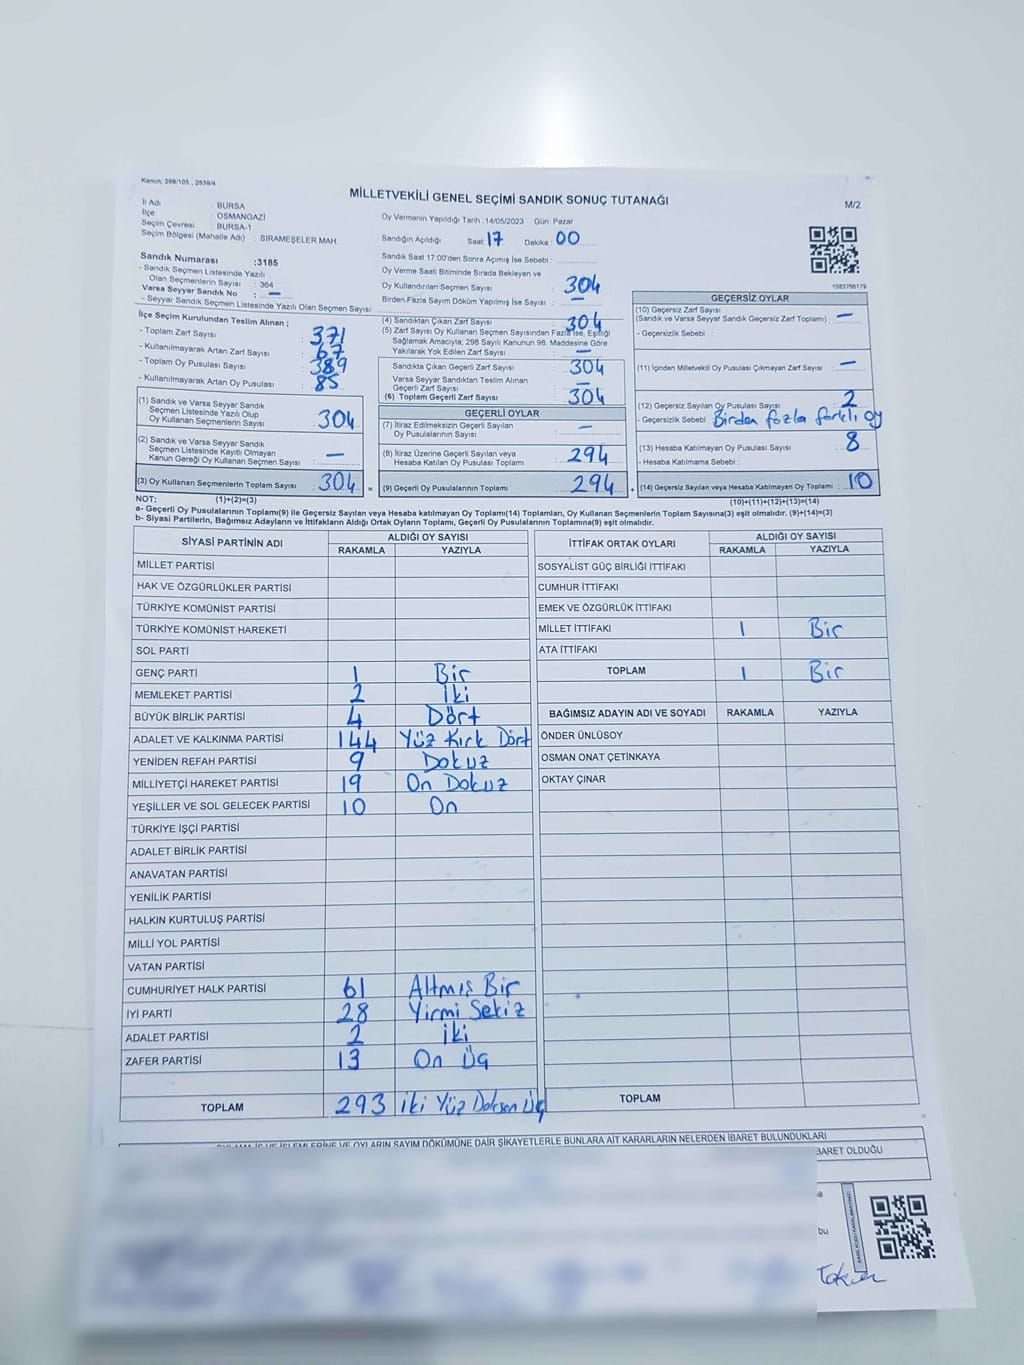 Kanun: 298/105 , 2839/4
MİLLETVEKİLİ GENEL SEÇİMİ SANDIK SONUÇ TUTANAĞI
M/2
İl Adı : BURSA
İlçe : OSMANGAZİ
Seçim Çevresi : BURSA-1
Seçim Bölgesi (Mahalle Adı) : SIRAMEŞELER MAH.
Oy Vermenin Yapıldığı Tarih :14/05/2023 Gün: Pazar
Sandığın Açıldığı Saat: 17 Dakika: 00
Sandık Saat 17:00'den Sonra Açılmış İse Sebebi :
Oy Verme Saati Bitiminde Sırada Bekleyen ve
Oy Kullandırılan Seçmen Sayısı : 304
Birden Fazla Sayım Döküm Yapılmış İse Sayısı : —
Sandık Numarası :3185
- Sandık Seçmen Listesinde Yazılı
Olan Seçmenlerin Sayısı : 364
Varsa Seyyar Sandık No : —
- Seyyar Sandık Seçmen Listesinde Yazılı Olan Seçmen Sayısı:
İlçe Seçim Kurulundan Teslim Alınan ;
- Toplam Zarf Sayısı : 371
- Kullanılmayarak Artan Zarf Sayısı : 67
- Toplam Oy Pusulası Sayısı : 389
- Kullanılmayarak Artan Oy Pusulası : 85
(1) Sandık ve Varsa Seyyar Sandık
Seçmen Listesinde Yazılı Olup
Oy Kullanan Seçmenlerin Sayısı : 304
(2) Sandık ve Varsa Seyyar Sandık
Seçmen Listesinde Kayıtlı Olmayan
Kanun Gereği Oy Kullanan Seçmen Sayısı : —
(3) Oy Kullanan Seçmenlerin Toplam Sayısı : 304 =
(4) Sandıktan Çıkan Zarf Sayısı : 304
(5) Zarf Sayısı Oy Kullanan Seçmen Sayısından Fazla İse, Eşitliği
Sağlamak Amacıyla; 298 Sayılı Kanunun 98. Maddesine Göre
Yakılarak Yok Edilen Zarf Sayısı : —
Sandıkta Çıkan Geçerli Zarf Sayısı : 304
Varsa Seyyar Sandıktan Teslim Alınan
Geçerli Zarf Sayısı : —
(6) Toplam Geçerli Zarf Sayısı : 304
GEÇERLİ OYLAR
(7) İtiraz Edilmeksizin Geçerli Sayılan
Oy Pusulalarının Sayısı : —
(8) İtiraz Üzerine Geçerli Sayılan veya
Hesaba Katılan Oy Pusulası Toplamı : 294
(9) Geçerli Oy Pusulalarının Toplamı : 294 +
1683766179
GEÇERSİZ OYLAR
(10) Geçersiz Zarf Sayısı
(Sandık ve Varsa Seyyar Sandık Geçersiz Zarf Toplamı) : —
- Geçersizlik Sebebi :
(11) İçinden Milletvekili Oy Pusulası Çıkmayan Zarf Sayısı : —
(12) Geçersiz Sayılan Oy Pusulası Sayısı : 2
- Geçersizlik Sebebi : Birden fazla farklı oy
(13) Hesaba Katılmayan Oy Pusulası Sayısı : 8
- Hesaba Katılmama Sebebi :
(14) Geçersiz Sayılan veya Hesaba Katılmayan Oy Toplamı : 10
NOT: (1)+(2)=(3) (10)+(11)+(12)+(13)=(14)
a- Geçerli Oy Pusulalarının Toplamı(9) ile Geçersiz Sayılan veya Hesaba katılmayan Oy Toplamı(14) Toplamları, Oy Kullanan Seçmenlerin Toplam Sayısına(3) eşit olmalıdır. (9)+(14)=(3)
b- Siyasi Partilerin, Bağımsız Adayların ve İttifakların Aldığı Ortak Oyların Toplamı, Geçerli Oy Pusulalarının Toplamına(9) eşit olmalıdır.
SİYASİ PARTİNİN ADI ALDIĞI OY SAYISI
RAKAMLA YAZIYLA
MİLLET PARTİSİ
HAK VE ÖZGÜRLÜKLER PARTİSİ
TÜRKİYE KOMÜNİST PARTİSİ
TÜRKİYE KOMÜNİST HAREKETİ
SOL PARTİ
GENÇ PARTİ 1 Bir
MEMLEKET PARTİSİ 2 İki
BÜYÜK BİRLİK PARTİSİ 4 Dört
ADALET VE KALKINMA PARTİSİ 144 Yüz Kırk Dört
YENİDEN REFAH PARTİSİ 9 Dokuz
MİLLİYETÇİ HAREKET PARTİSİ 19 On Dokuz
YEŞİLLER VE SOL GELECEK PARTİSİ 10 On
TÜRKİYE İŞÇİ PARTİSİ
ADALET BİRLİK PARTİSİ
ANAVATAN PARTİSİ
YENİLİK PARTİSİ
HALKIN KURTULUŞ PARTİSİ
MİLLİ YOL PARTİSİ
VATAN PARTİSİ
CUMHURİYET HALK PARTİSİ 61 Altmış Bir
İYİ PARTİ 28 Yirmi Sekiz
ADALET PARTİSİ 2 İki
ZAFER PARTİSİ 13 On Üç
TOPLAM 293 İki Yüz Doksan Üç
İTTİFAK ORTAK OYLARI ALDIĞI OY SAYISI
RAKAMLA YAZIYLA
SOSYALİST GÜÇ BİRLİĞİ İTTİFAKI
CUMHUR İTTİFAKI
EMEK VE ÖZGÜRLÜK İTTİFAKI
MİLLET İTTİFAKI 1 Bir
ATA İTTİFAKI
TOPLAM 1 Bir
BAĞIMSIZ ADAYIN ADI VE SOYADI RAKAMLA YAZIYLA
ÖNDER ÜNLÜSOY
OSMAN ONAT ÇETİNKAYA
OKTAY ÇINAR
TOPLAM
OYLAMA İŞ VE İŞLEMLERİNE VE OYLARIN SAYIM DÖKÜMÜNE DAİR ŞİKAYETLERLE BUNLARA AİT KARARLARIN NELERDEN İBARET BULUNDUKLARI
BARET OLDUĞU
bu